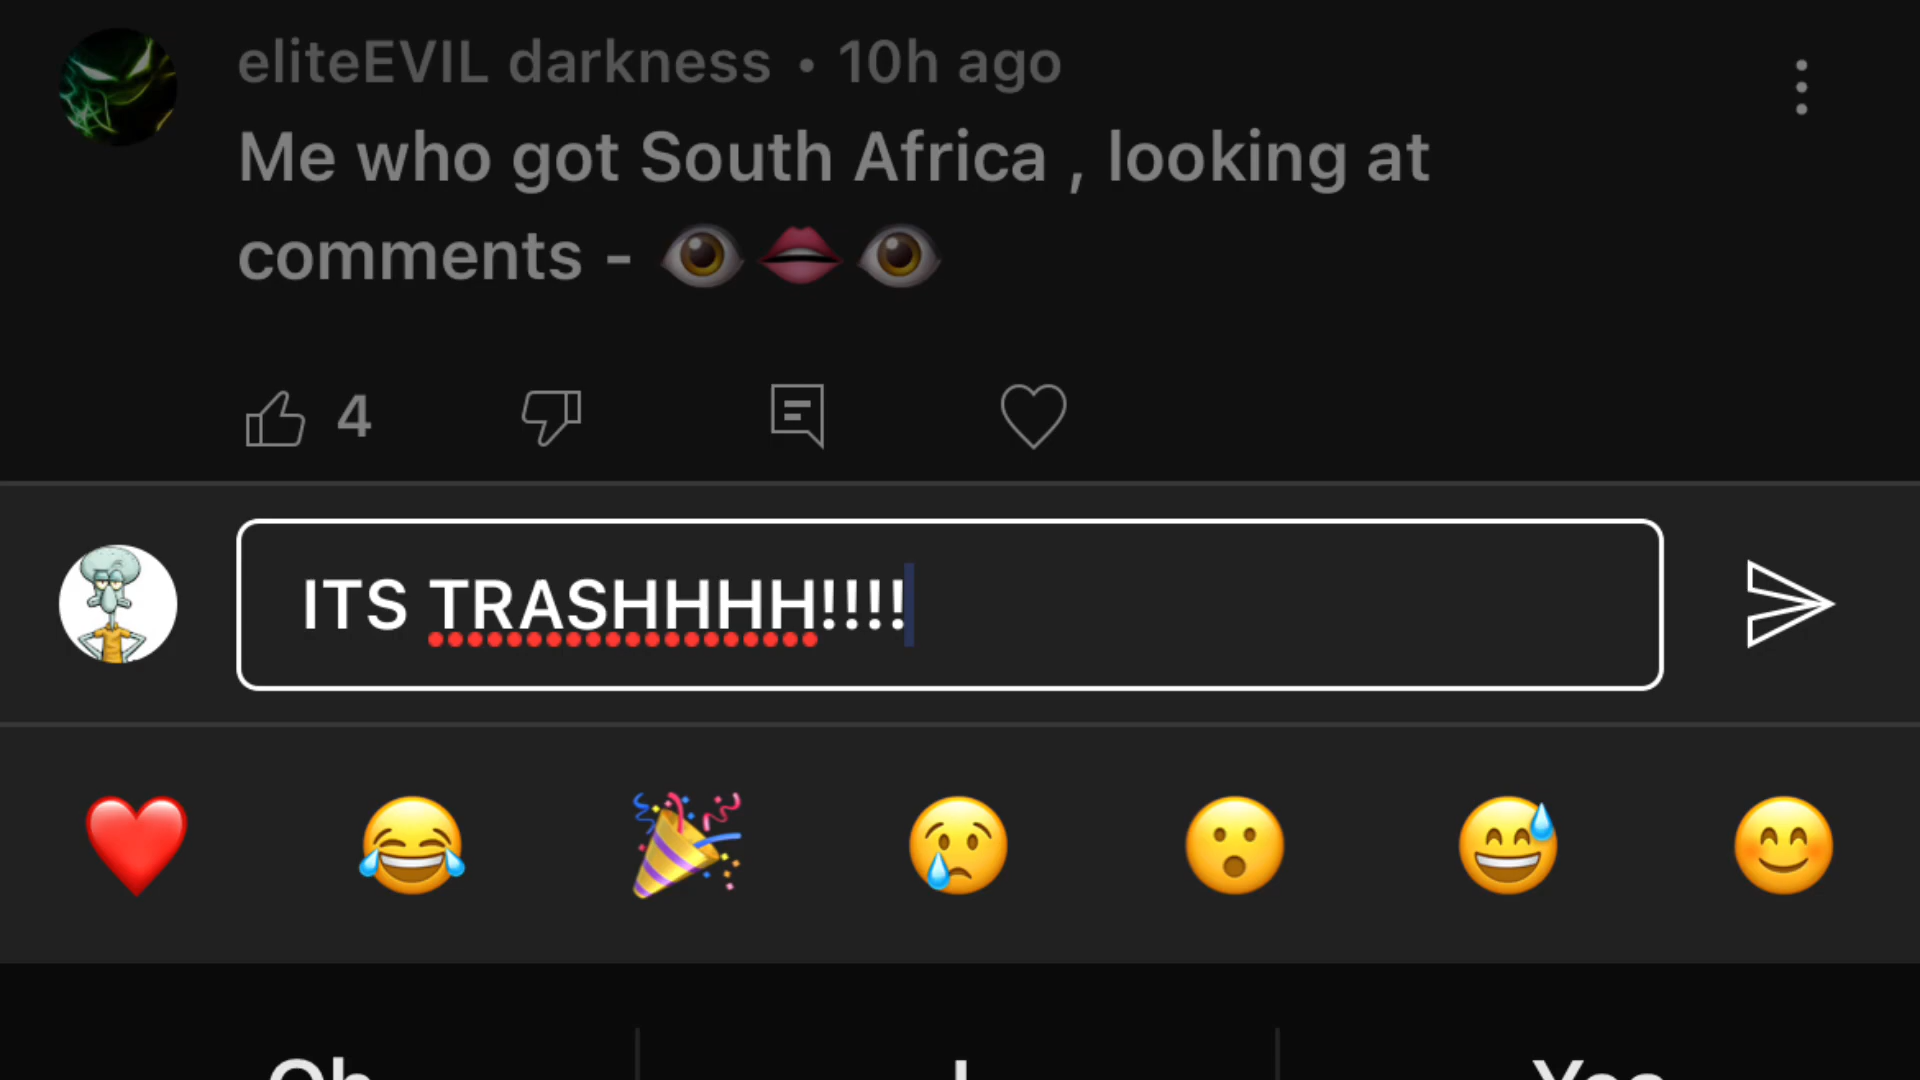 eliteEVIL darkness • 10h ago
Me who got South Africa , looking at
comments - 👁👄👁
4
ITS TRASHHHH!!!!